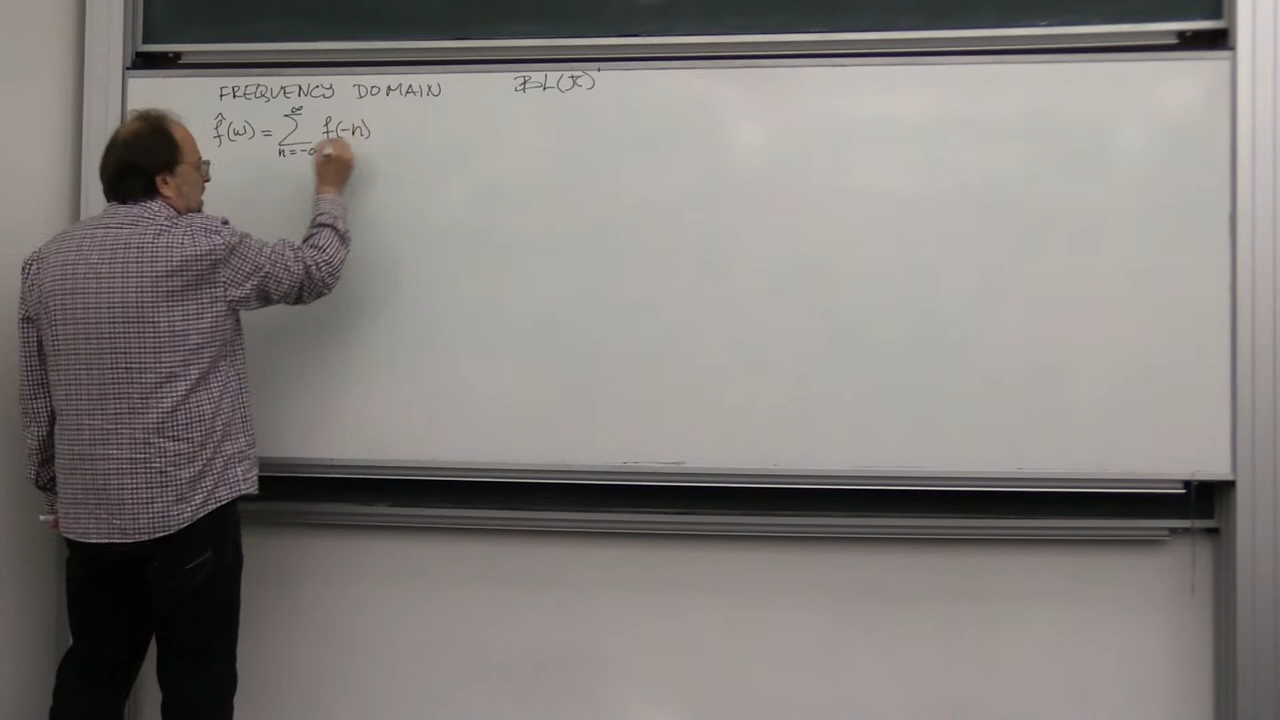 FREQUENCY DOMAIN BL(π)
∞
f̂(ω) = ∑ f(-n)
n=-